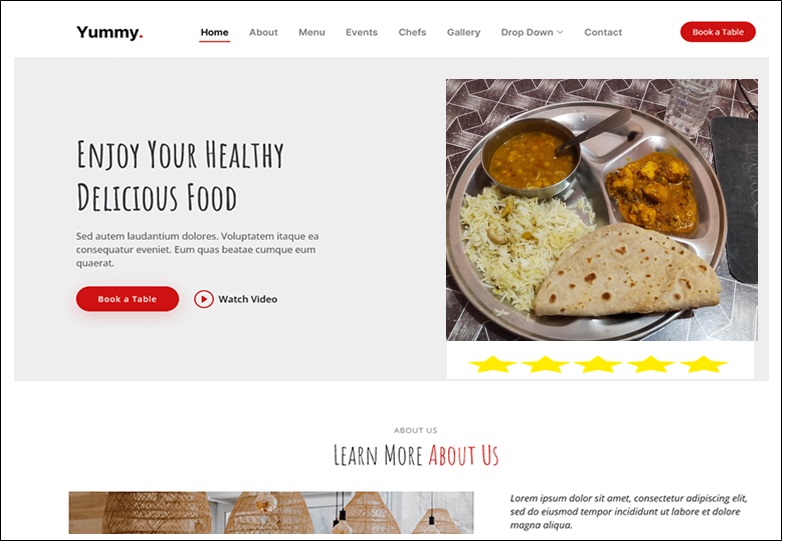 Yummy.
Home
About
Menu
Events
Chefs
Gallery
Drop Down
Contact
Book a Table
Enjoy Your Healthy
Delicious Food
Sed autem laudantium dolores. Voluptatem itaque ea
consequatur eveniet. Eum quas beatae cumque eum
quaerat.
Book a Table
Watch Video
ABOUT US
Learn More About Us
Lorem ipsum dolor sit amet, consectetur adipiscing elit,
sed do eiusmod tempor incididunt ut labore et dolore
magna aliqua.